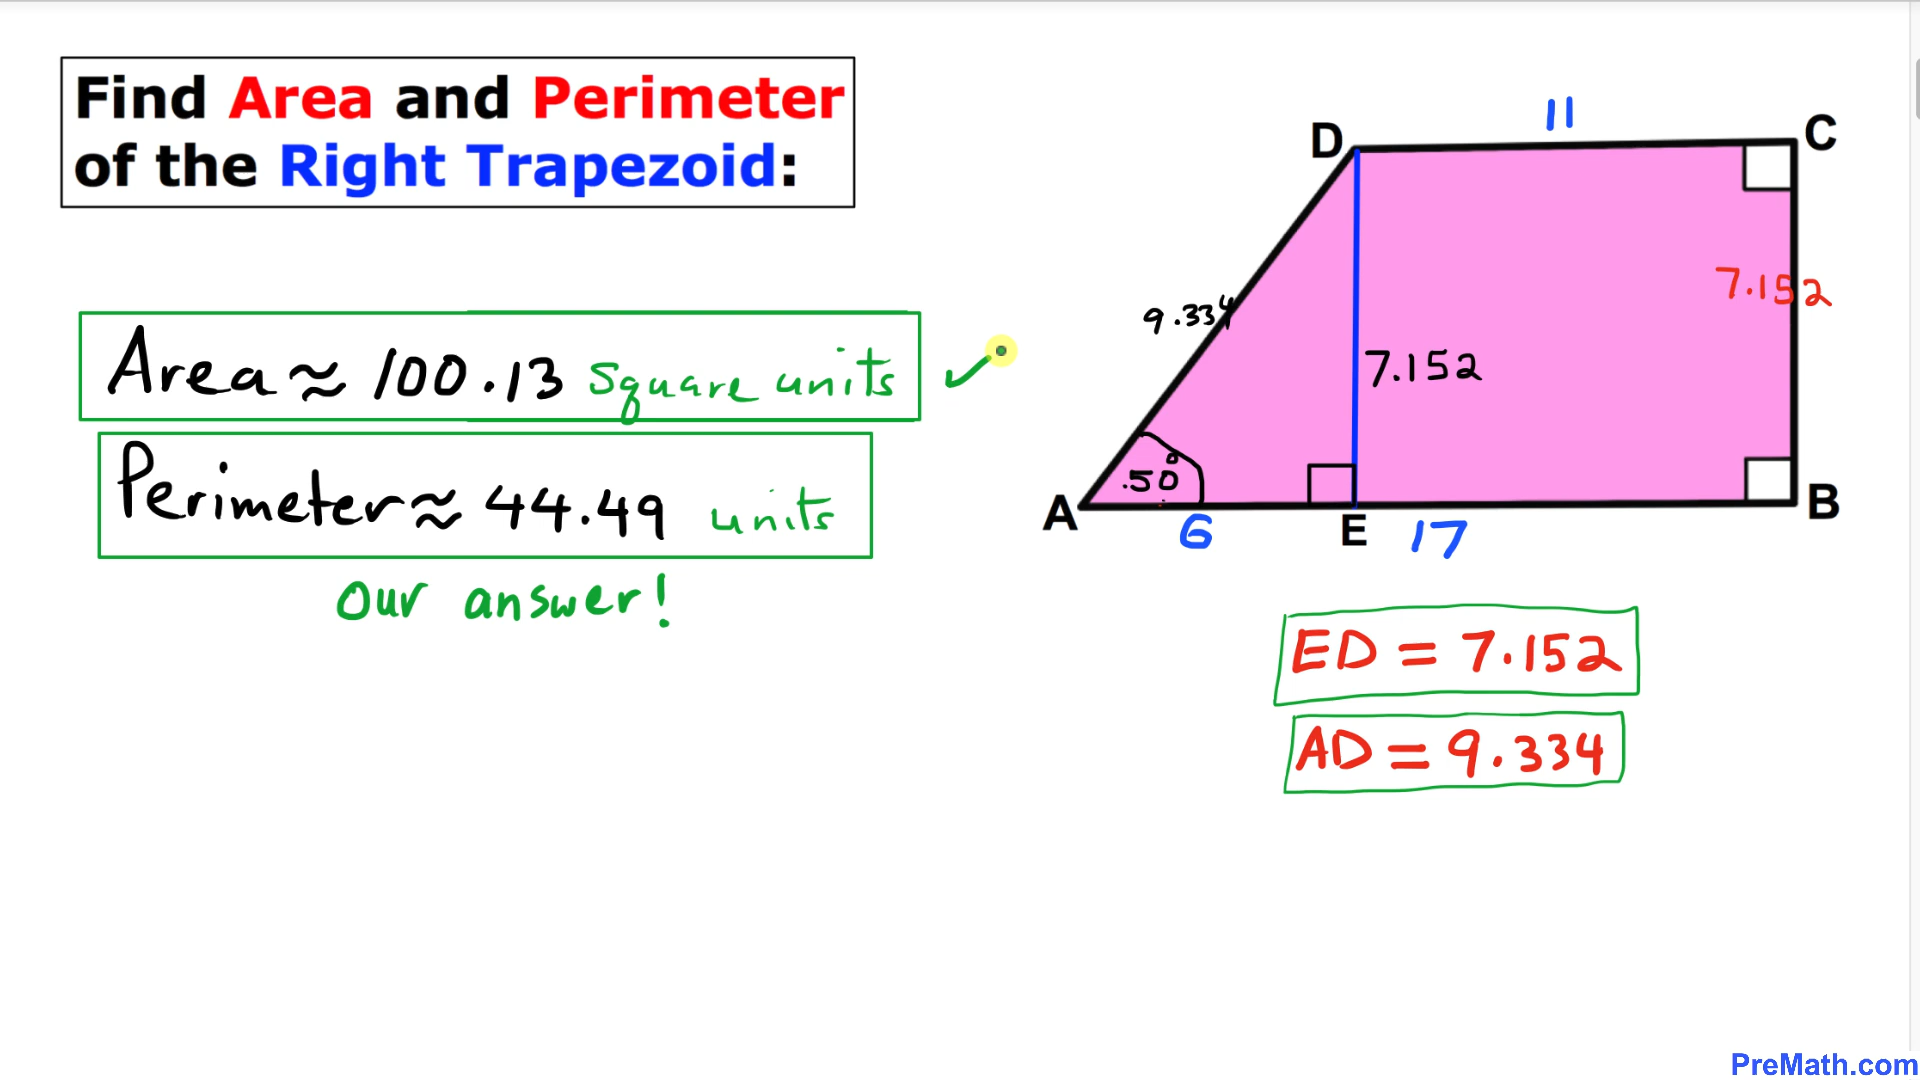 Find Area and Perimeter
of the Right Trapezoid:
Area ≈ 100.13 square units
Perimeter ≈ 44.49 units
our answer!
D
11
C
9.334
7.152
7.152
50°
A
6
E
17
B
ED = 7.152
AD = 9.334
PreMath.com